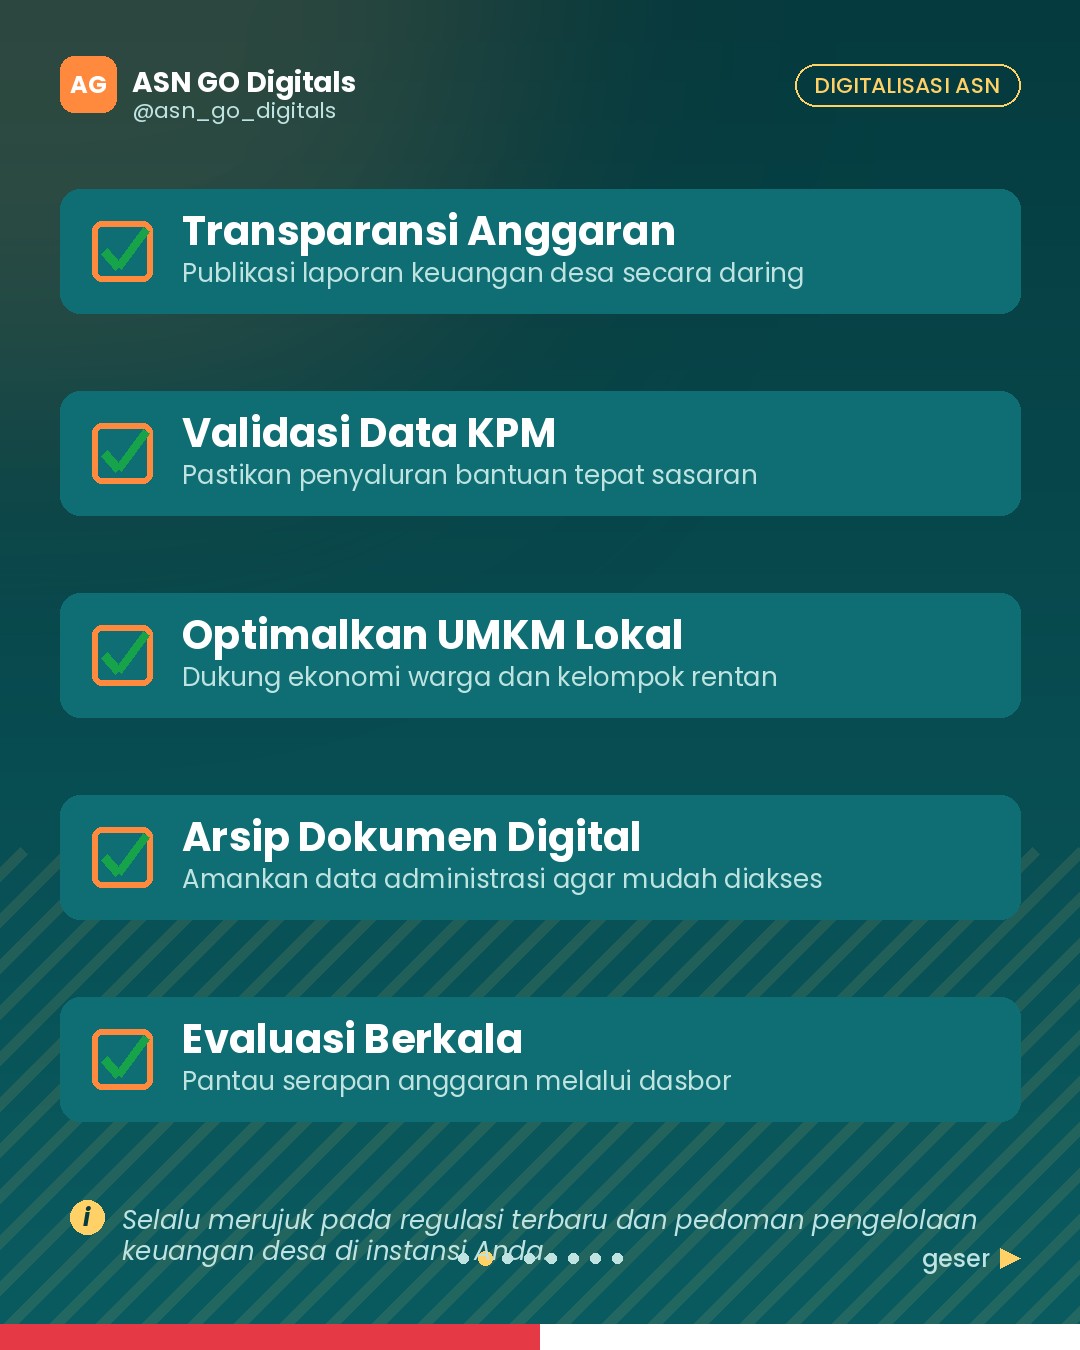 AG
ASN GO Digitals
@asn_go_digitals
DIGITALISASI ASN
Transparansi Anggaran
Publikasi laporan keuangan desa secara daring
Validasi Data KPM
Pastikan penyaluran bantuan tepat sasaran
Optimalkan UMKM Lokal
Dukung ekonomi warga dan kelompok rentan
Arsip Dokumen Digital
Amankan data administrasi agar mudah diakses
Evaluasi Berkala
Pantau serapan anggaran melalui dasbor
i
Selalu merujuk pada regulasi terbaru dan pedoman pengelolaan
keuangan desa di instansi Anda.
geser